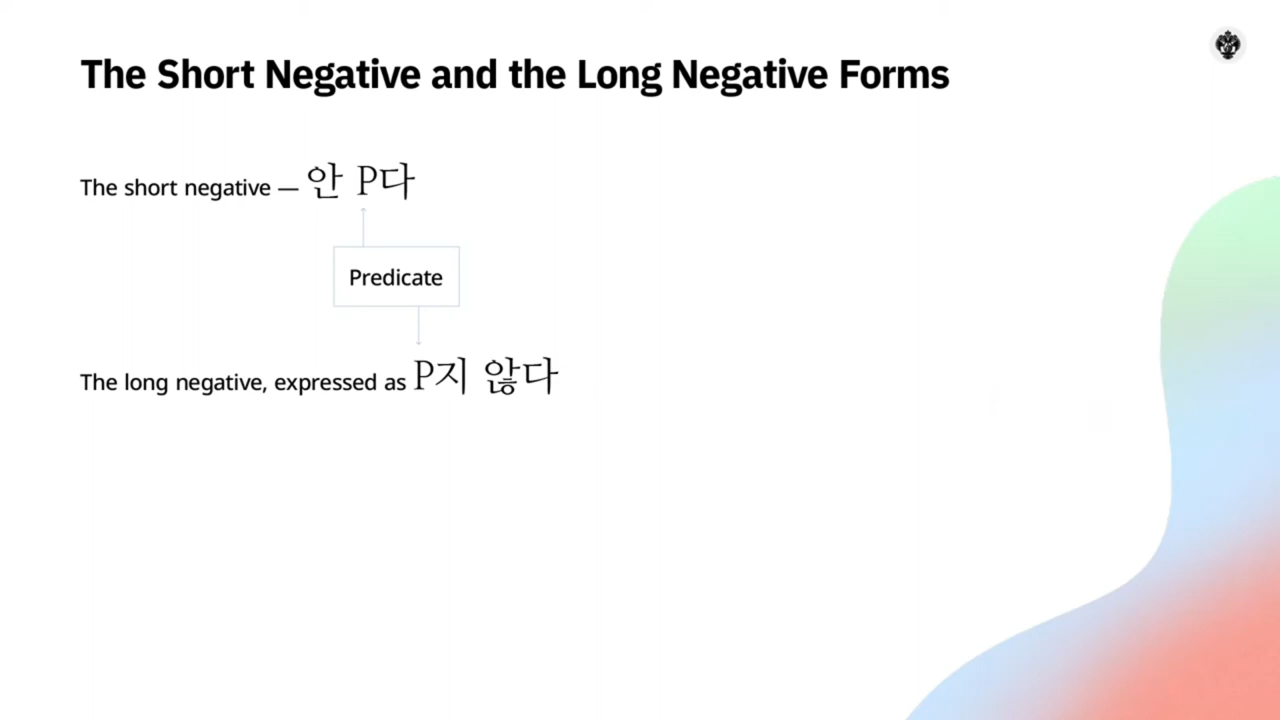 The Short Negative and the Long Negative Forms
The short negative — 안 P다
Predicate
The long negative, expressed as P지 않다